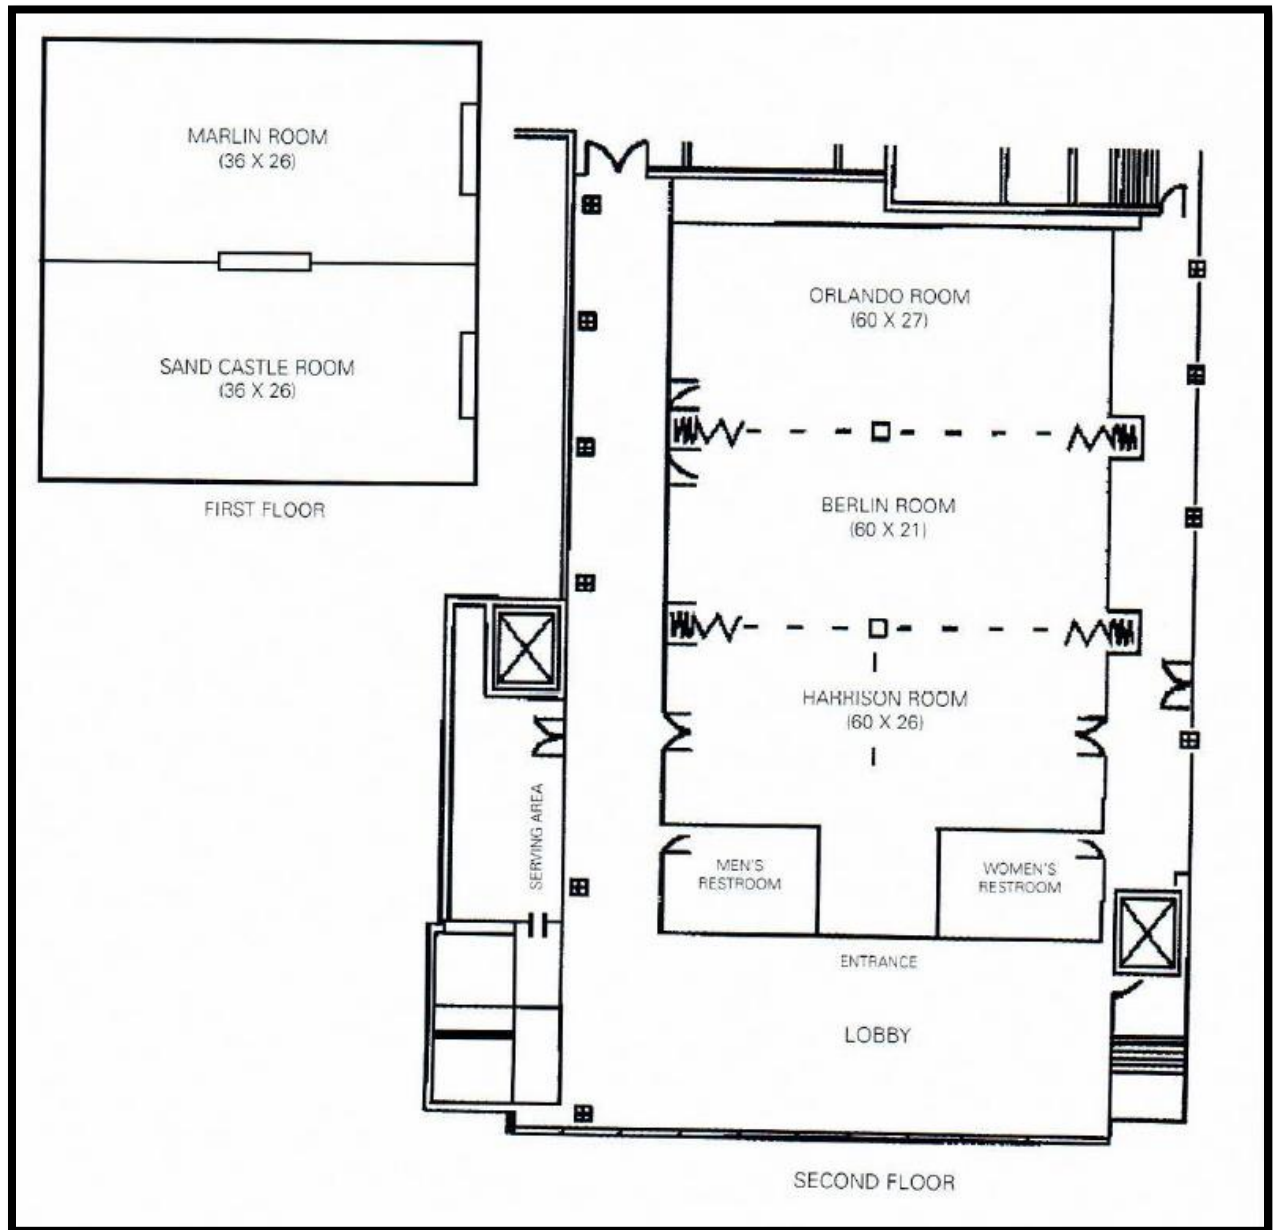 MARLIN ROOM
(36 X 26)
SAND CASTLE ROOM
(36 X 26)
FIRST FLOOR
ORLANDO ROOM
(60 X 27)
BERLIN ROOM
(60 X 21)
HARRISON ROOM
(60 X 26)
SERVING AREA
MEN'S
RESTROOM
WOMEN'S
RESTROOM
ENTRANCE
LOBBY
SECOND FLOOR